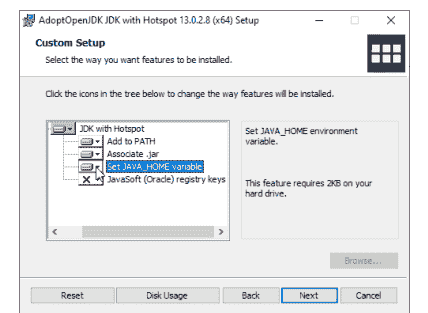 AdoptOpenJDK JDK with Hotspot 13.0.2.8 (x64) Setup
Custom Setup
Select the way you want features to be installed.
Click the icons in the tree below to change the way features will be installed.
JDK with Hotspot
Add to PATH
Associate .jar
Set JAVA_HOME variable
JavaSoft (Oracle) registry keys
Set JAVA_HOME environment
variable.
This feature requires 2KB on your
hard drive.
Browse...
Reset Disk Usage Back Next Cancel